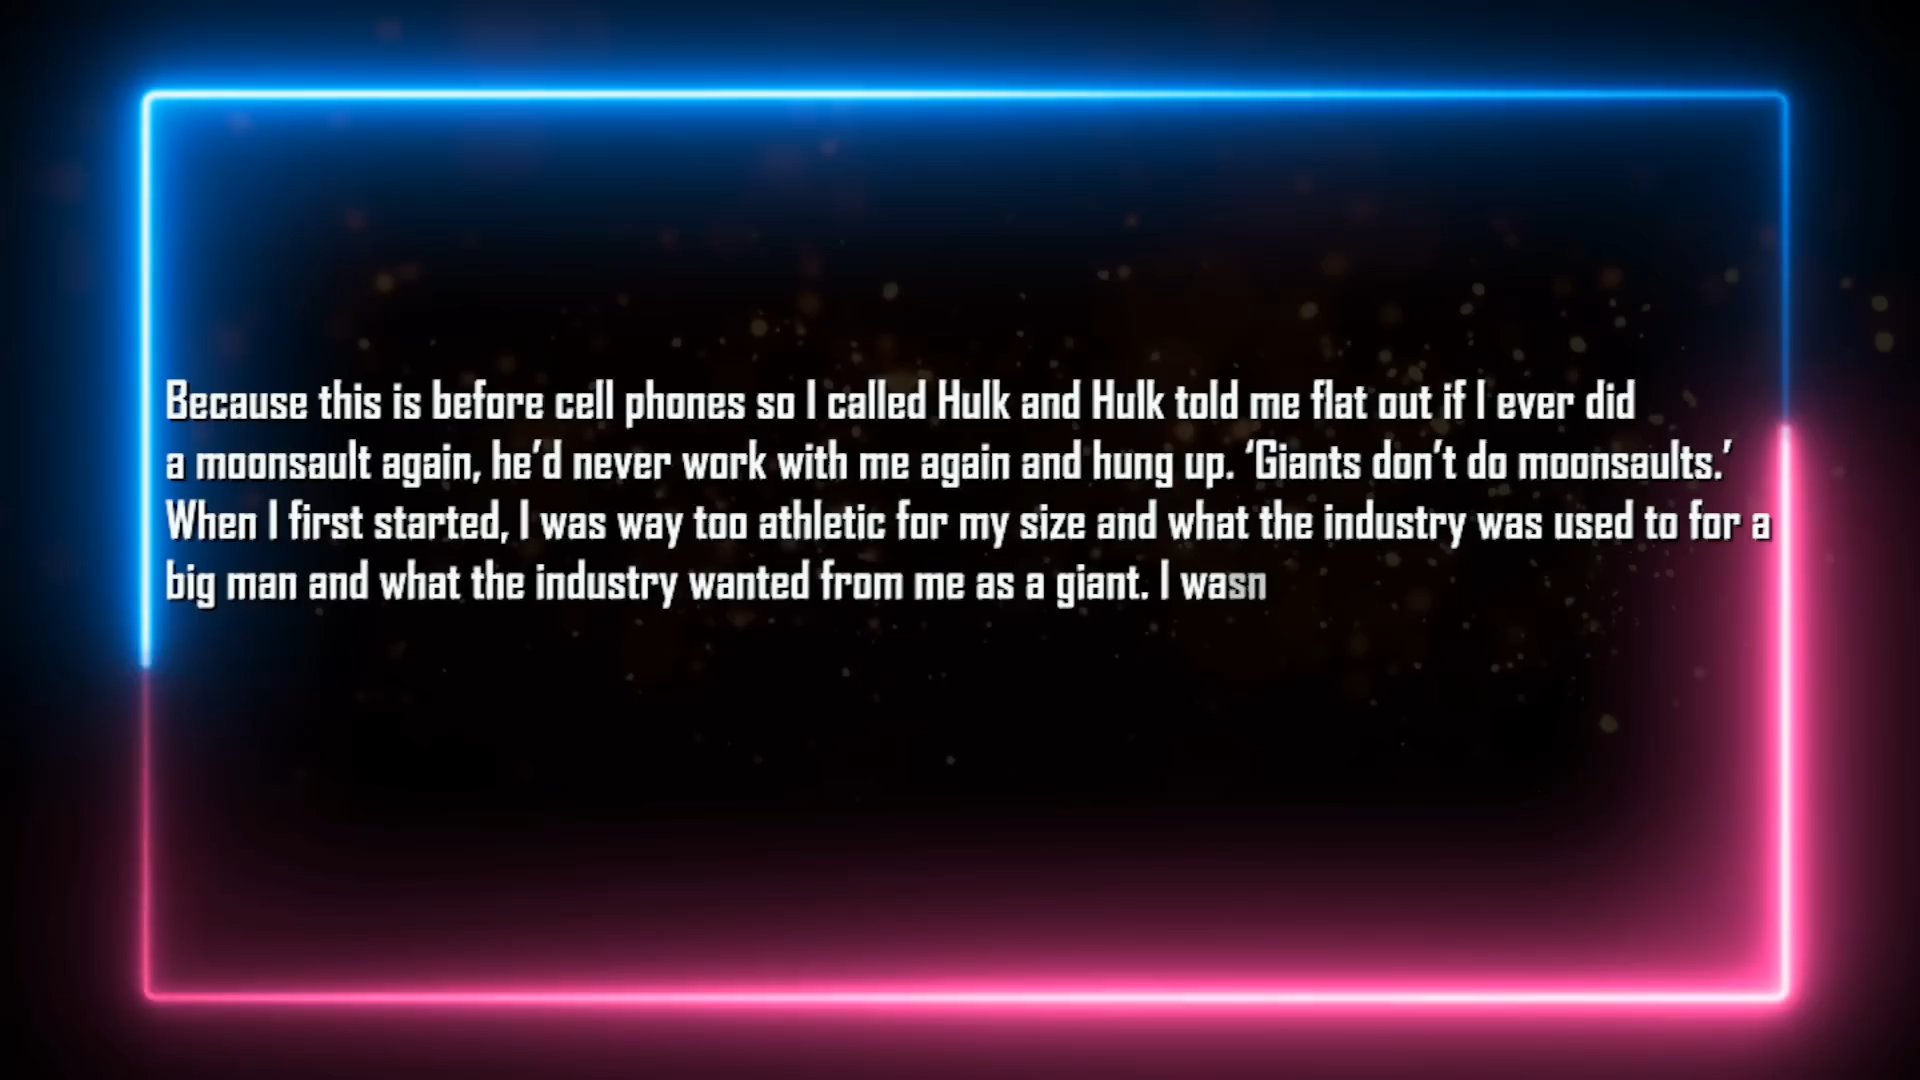 Because this is before cell phones so I called Hulk and Hulk told me flat out if I ever did
a moonsault again, he’d never work with me again and hung up. ‘Giants don’t do moonsaults.’
When I first started, I was way too athletic for my size and what the industry was used to for a
big man and what the industry wanted from me as a giant. I wasn